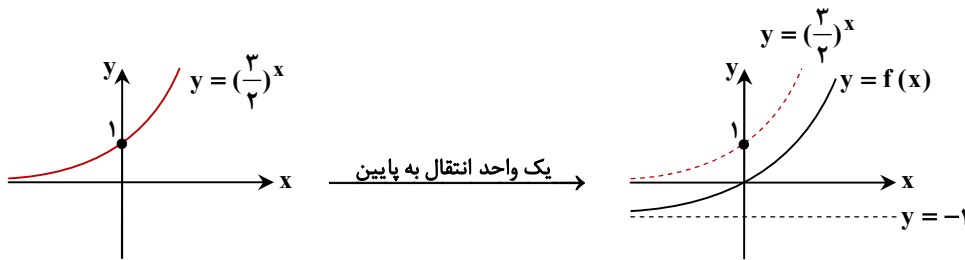 y
y = (۳/۲)^x
۱
x
یک واحد انتقال به پایین
y = (۳/۲)^x
y
y = f (x)
۱
x
y = −۱